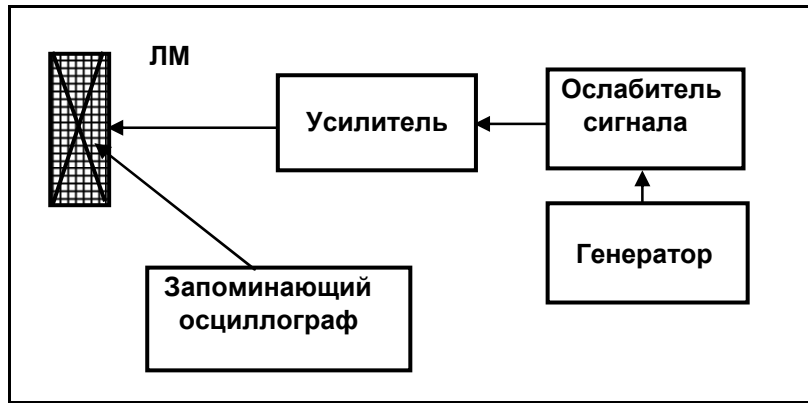 ЛМ
Усилитель
Ослабитель
сигнала
Генератор
Запоминающий
осциллограф